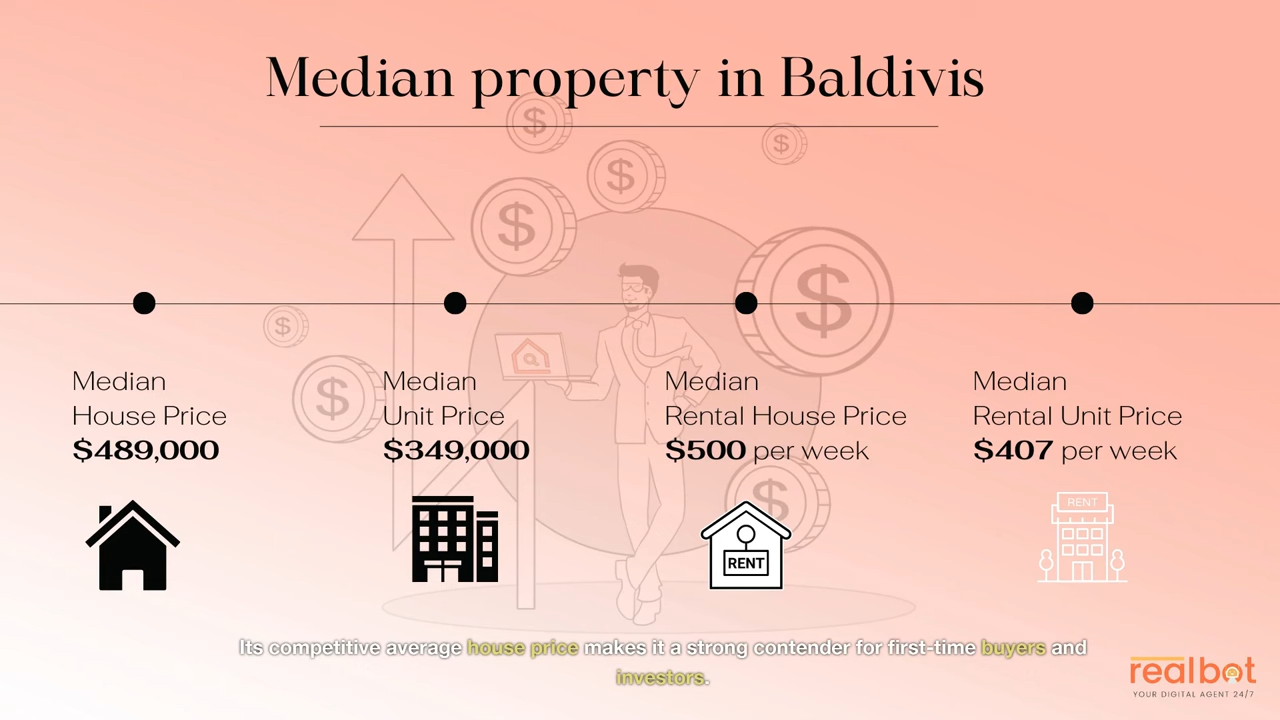 Median property in Baldivis
Median
House Price
$489,000
Median
Unit Price
$349,000
Median
Rental House Price
$500 per week
Median
Rental Unit Price
$407 per week
RENT
RENT
Its competitive average house price makes it a strong contender for first-time buyers and
investors.
realbot
YOUR DIGITAL AGENT 24/7